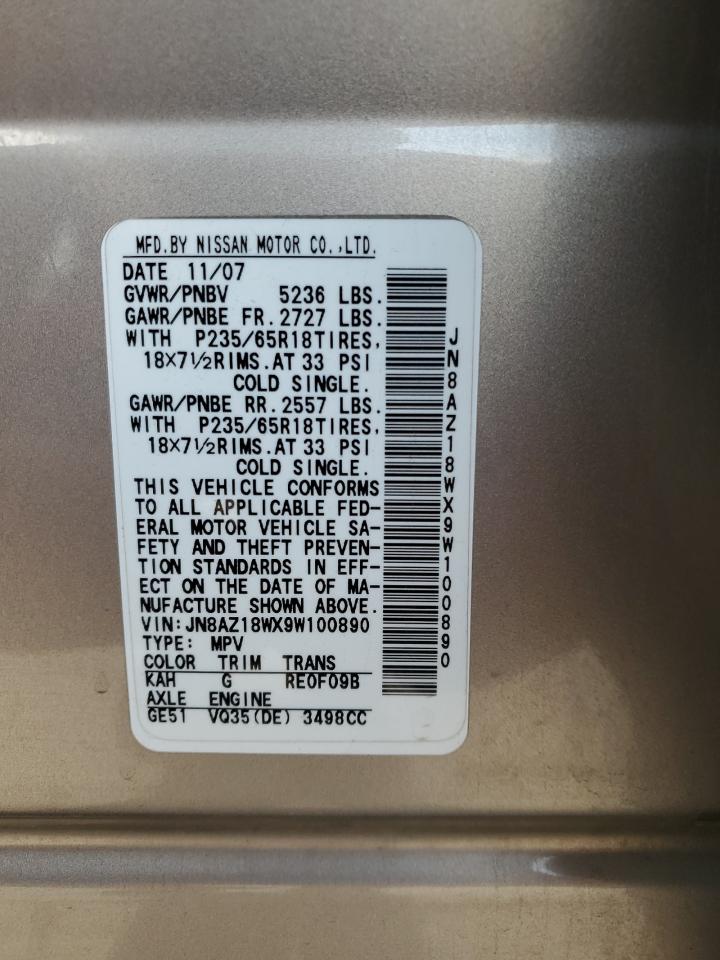 MFD.BY NISSAN MOTOR CO.,LTD.
DATE 11/07
GVWR/PNBV 5236 LBS.
GAWR/PNBE FR.2727 LBS.
WITH P235/65R18TIRES,
18×7½RIMS.AT 33 PSI
COLD SINGLE.
GAWR/PNBE RR.2557 LBS.
WITH P235/65R18TIRES,
18×7½RIMS.AT 33 PSI
COLD SINGLE.
THIS VEHICLE CONFORMS
TO ALL APPLICABLE FED-
ERAL MOTOR VEHICLE SA-
FETY AND THEFT PREVEN-
TION STANDARDS IN EFF-
ECT ON THE DATE OF MA-
NUFACTURE SHOWN ABOVE.
VIN:JN8AZ18WX9W100890
TYPE: MPV
COLOR TRIM TRANS
KAH G RE0F09B
AXLE ENGINE
GE51 VQ35(DE) 3498CC
JN8AZ18WX9W100890